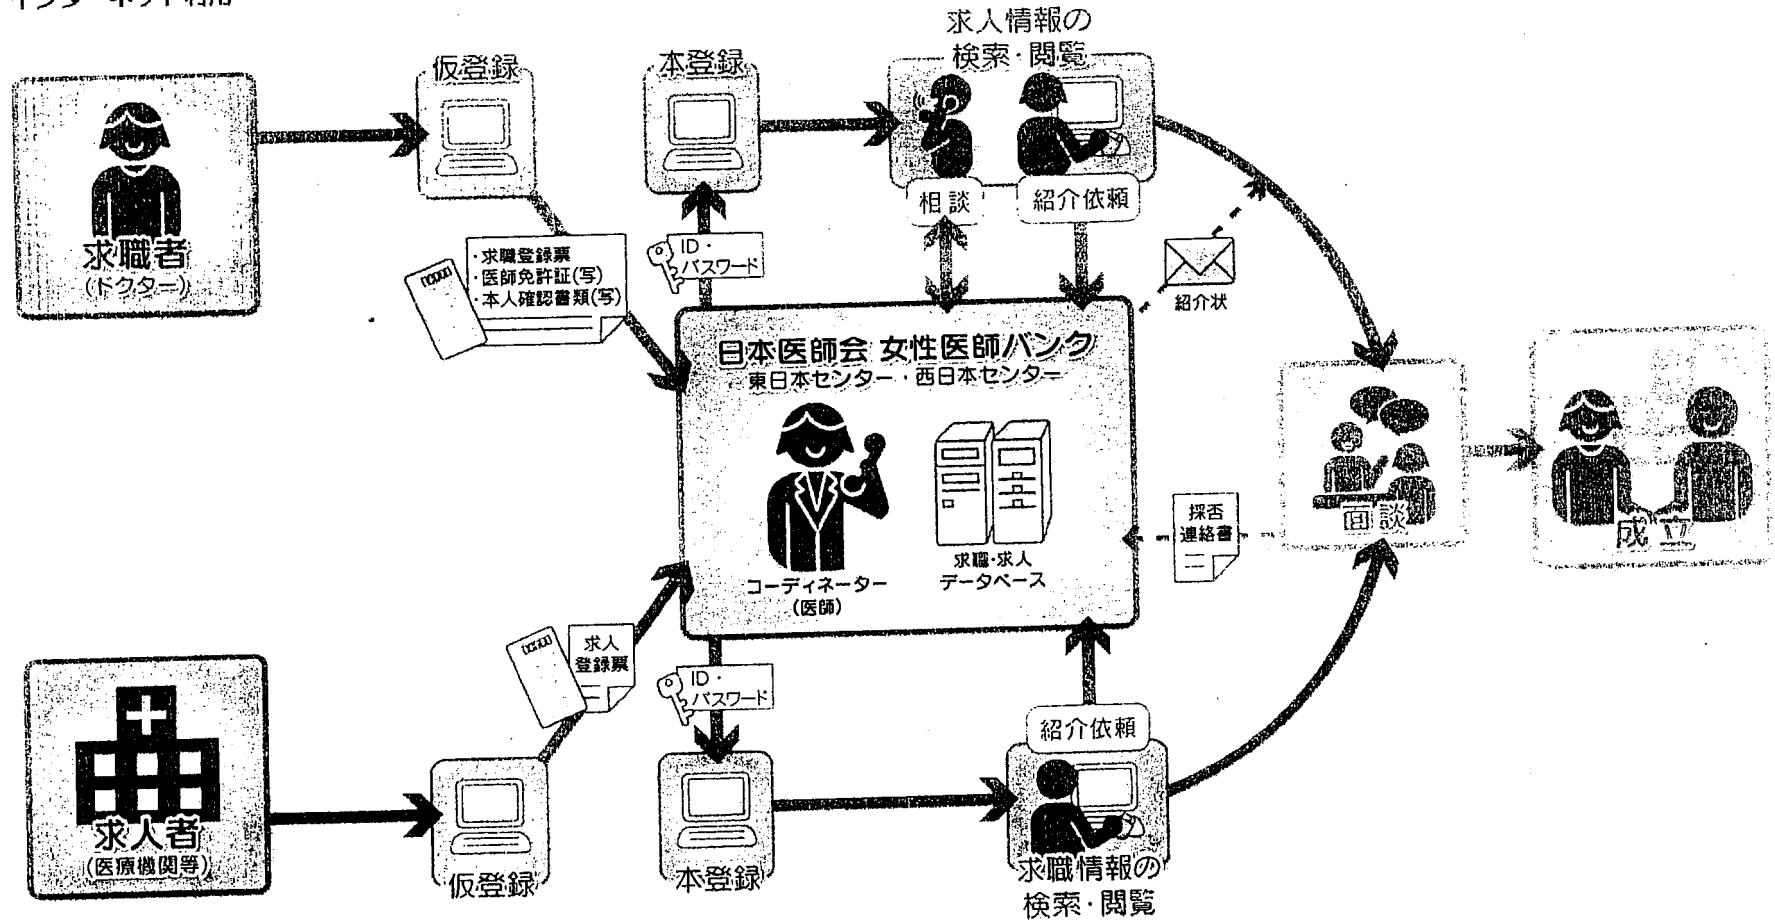 求人情報の
検索・閲覧
仮登録
本登録
求職者
(ドクター)
相談
紹介依頼
・求職登録票
・医師免許証(写)
・本人確認書類(写)
ID・
パスワード
紹介状
日本医師会 女性医師バンク
東日本センター・西日本センター
コーディネーター
(医師)
求職・求人
データベース
面談
成立
採否
連絡書
求人
登録票
ID・
パスワード
紹介依頼
求人者
(医療機関等)
仮登録
本登録
求職情報の
検索・閲覧